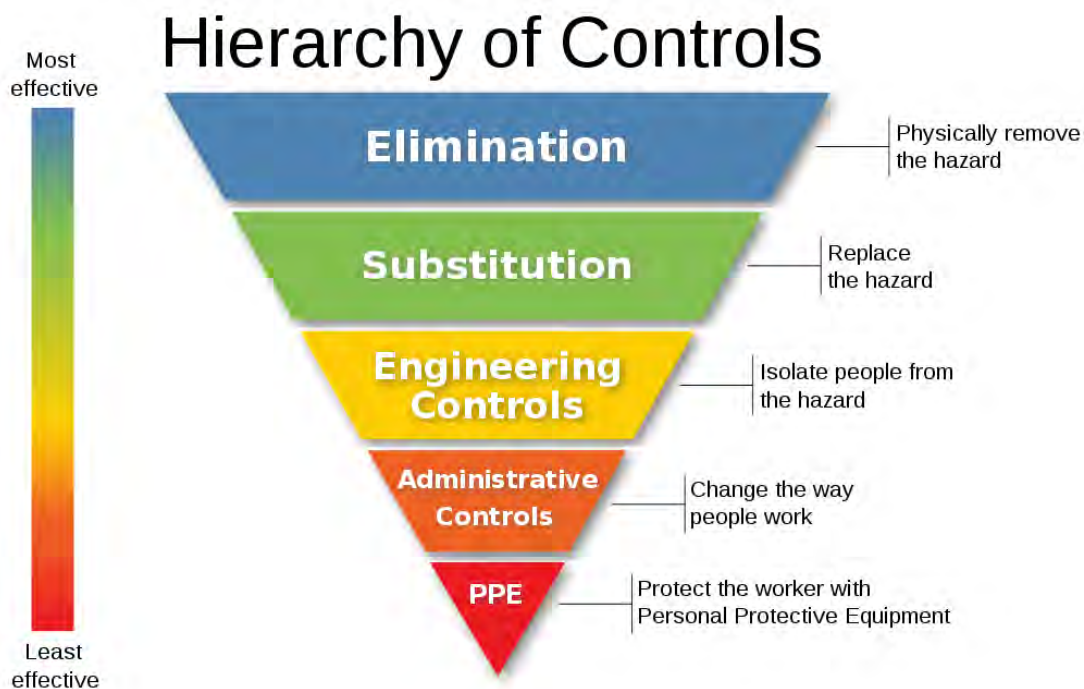 Hierarchy of Controls
Most
effective
Elimination
Physically remove
the hazard
Substitution
Replace
the hazard
Engineering
Controls
Isolate people from
the hazard
Administrative
Controls
Change the way
people work
PPE
Protect the worker with
Personal Protective Equipment
Least
effective